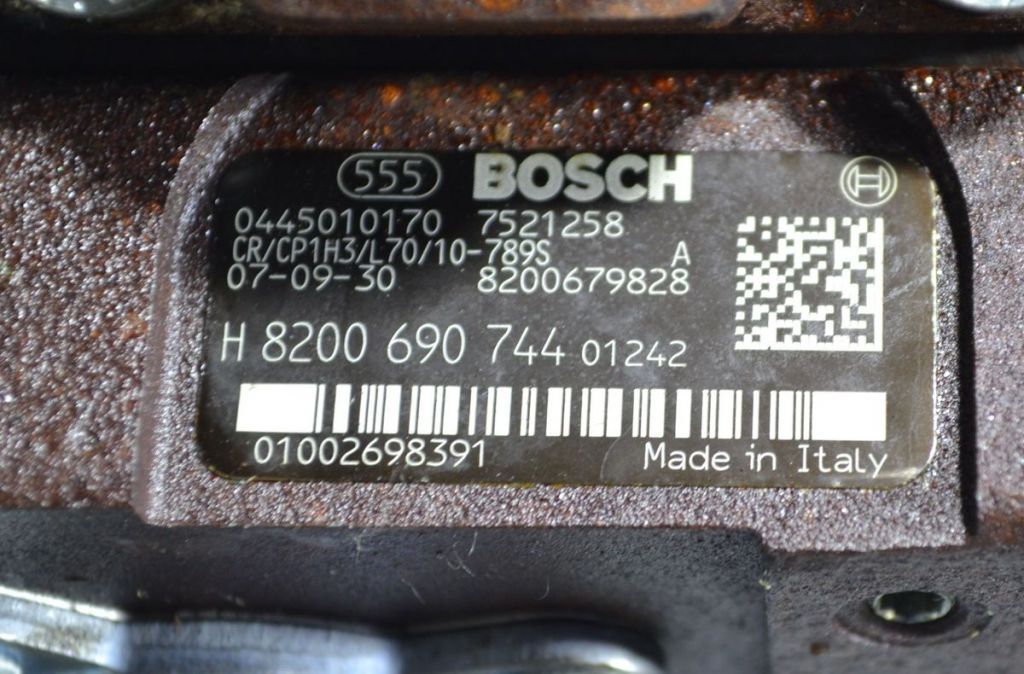 555 BOSCH
0445010170 7521258
CR/CP1H3/L70/10-789S A
07-09-30 8200679828
H 8200 690 744 01242
01002698391 Made in Italy